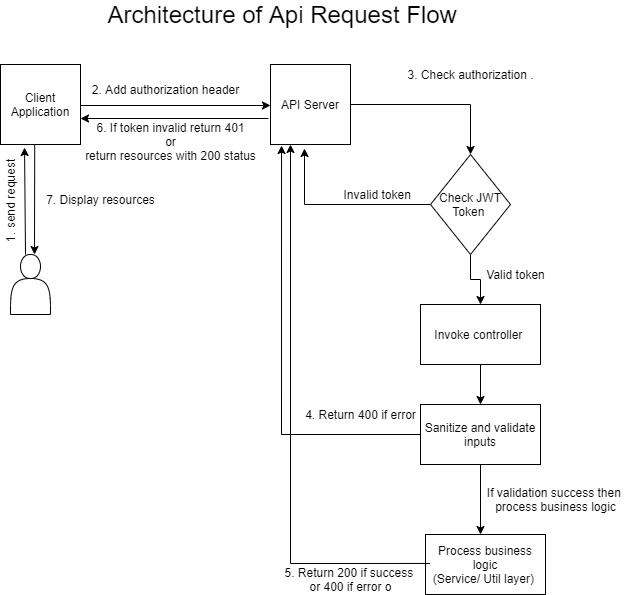 Architecture of Api Request Flow
Client
Application
2. Add authorization header
API Server
3. Check authorization .
6. If token invalid return 401
or
return resources with 200 status
1. send request
7. Display resources
Invalid token
Check JWT
Token
Valid token
Invoke controller
4. Return 400 if error
Sanitize and validate
inputs
If validation success then
process business logic
Process business
logic
(Service/ Util layer)
5. Return 200 if success
or 400 if error o